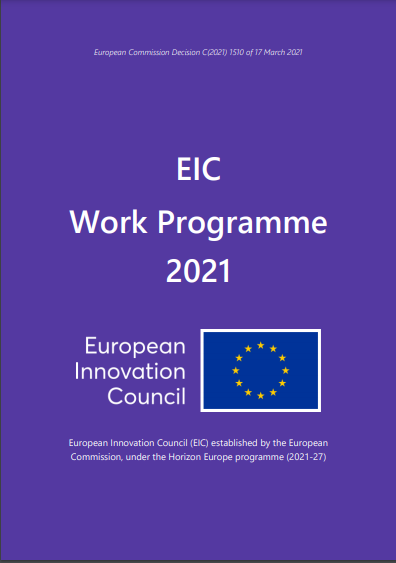 European Commission Decision C(2021) 1510 of 17 March 2021
EIC
Work Programme
2021
European
Innovation
Council
European Innovation Council (EIC) established by the European
Commission, under the Horizon Europe programme (2021-27)